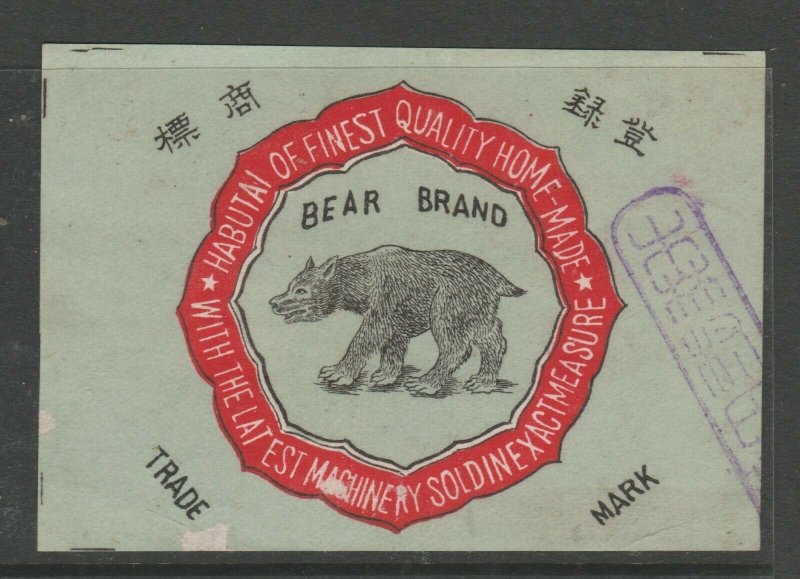 登録
商標
HABUTAI OF FINEST QUALITY HOME-MADE
★ WITH THE LATEST MACHINERY SOLD IN EXACT MEASURE ★
BEAR BRAND
TRADE MARK